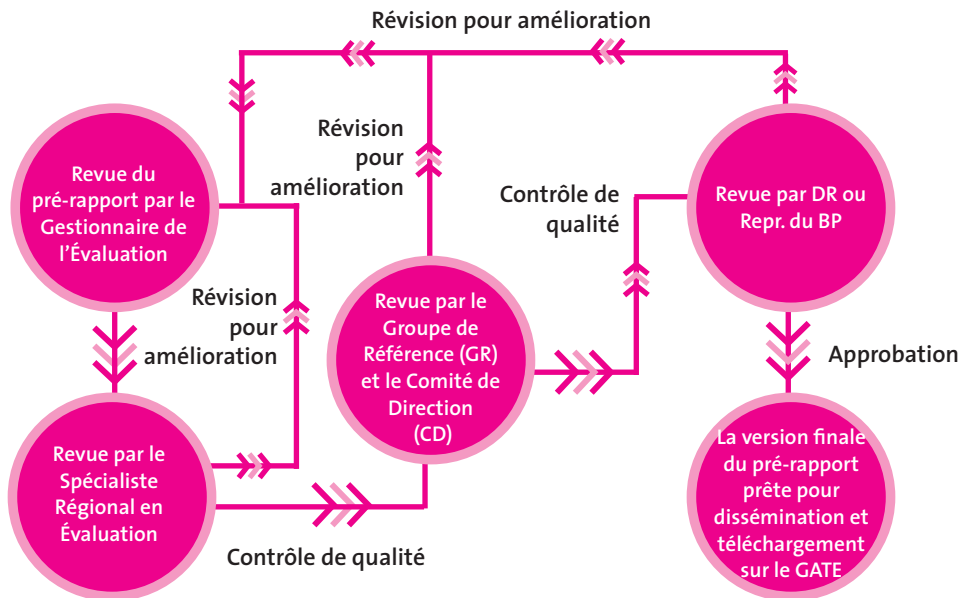 Révision pour amélioration
Révision
pour
amélioration
Revue du
pré-rapport par le
Gestionnaire de
l’Évaluation
Contrôle de
qualité
Revue par DR ou
Repr. du BP
Révision
pour
amélioration
Revue par le
Groupe de
Référence (GR)
et le Comité de
Direction
(CD)
Approbation
Revue par le
Spécialiste
Régional en
Évaluation
La version finale
du pré-rapport
prête pour
dissémination et
téléchargement
sur le GATE
Contrôle de qualité